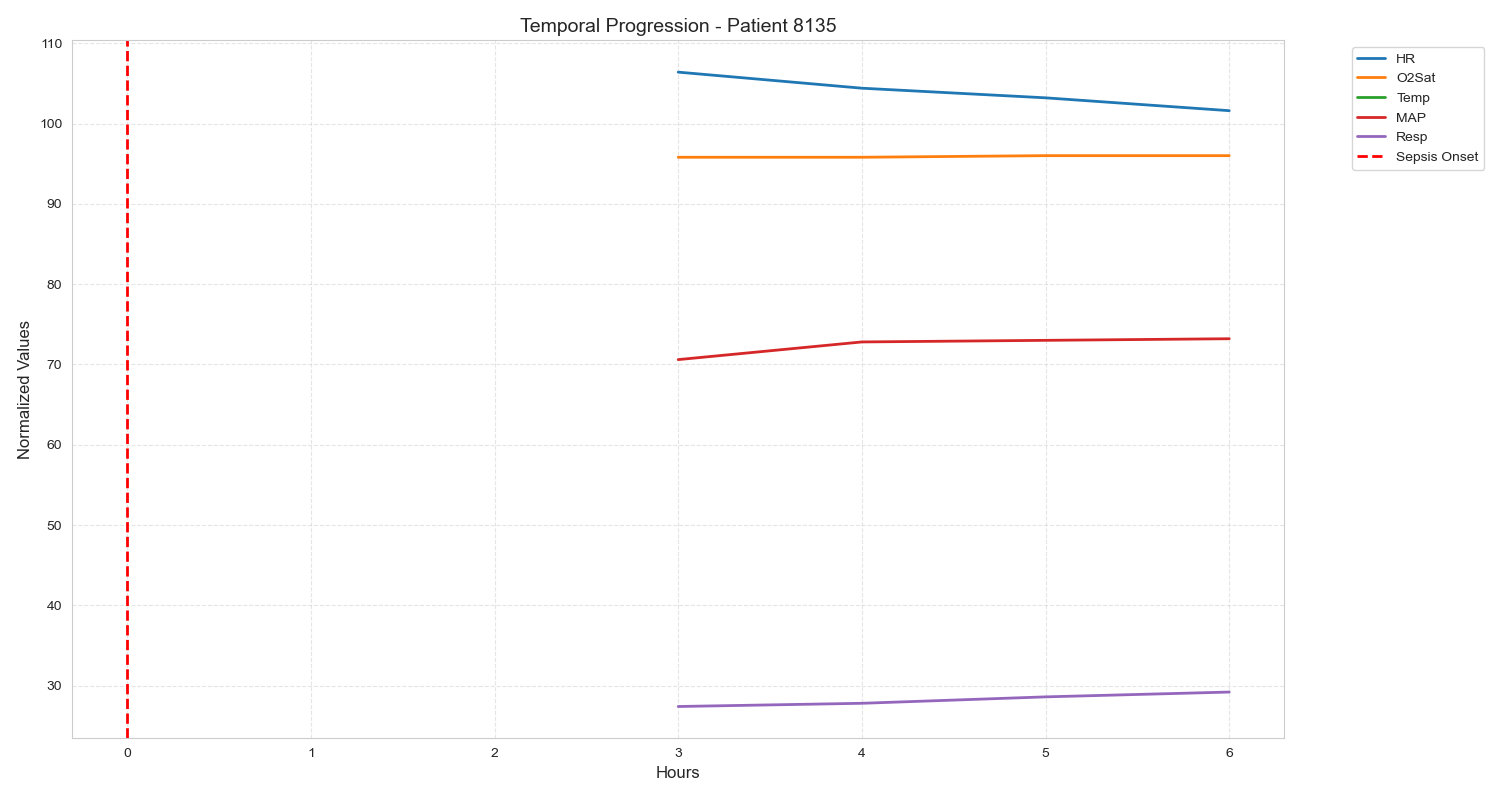 Temporal Progression - Patient 8135
110
100
90
80
70
60
50
40
30
Normalized Values
0 1 2 3 4 5 6
Hours
HR
O2Sat
Temp
MAP
Resp
Sepsis Onset